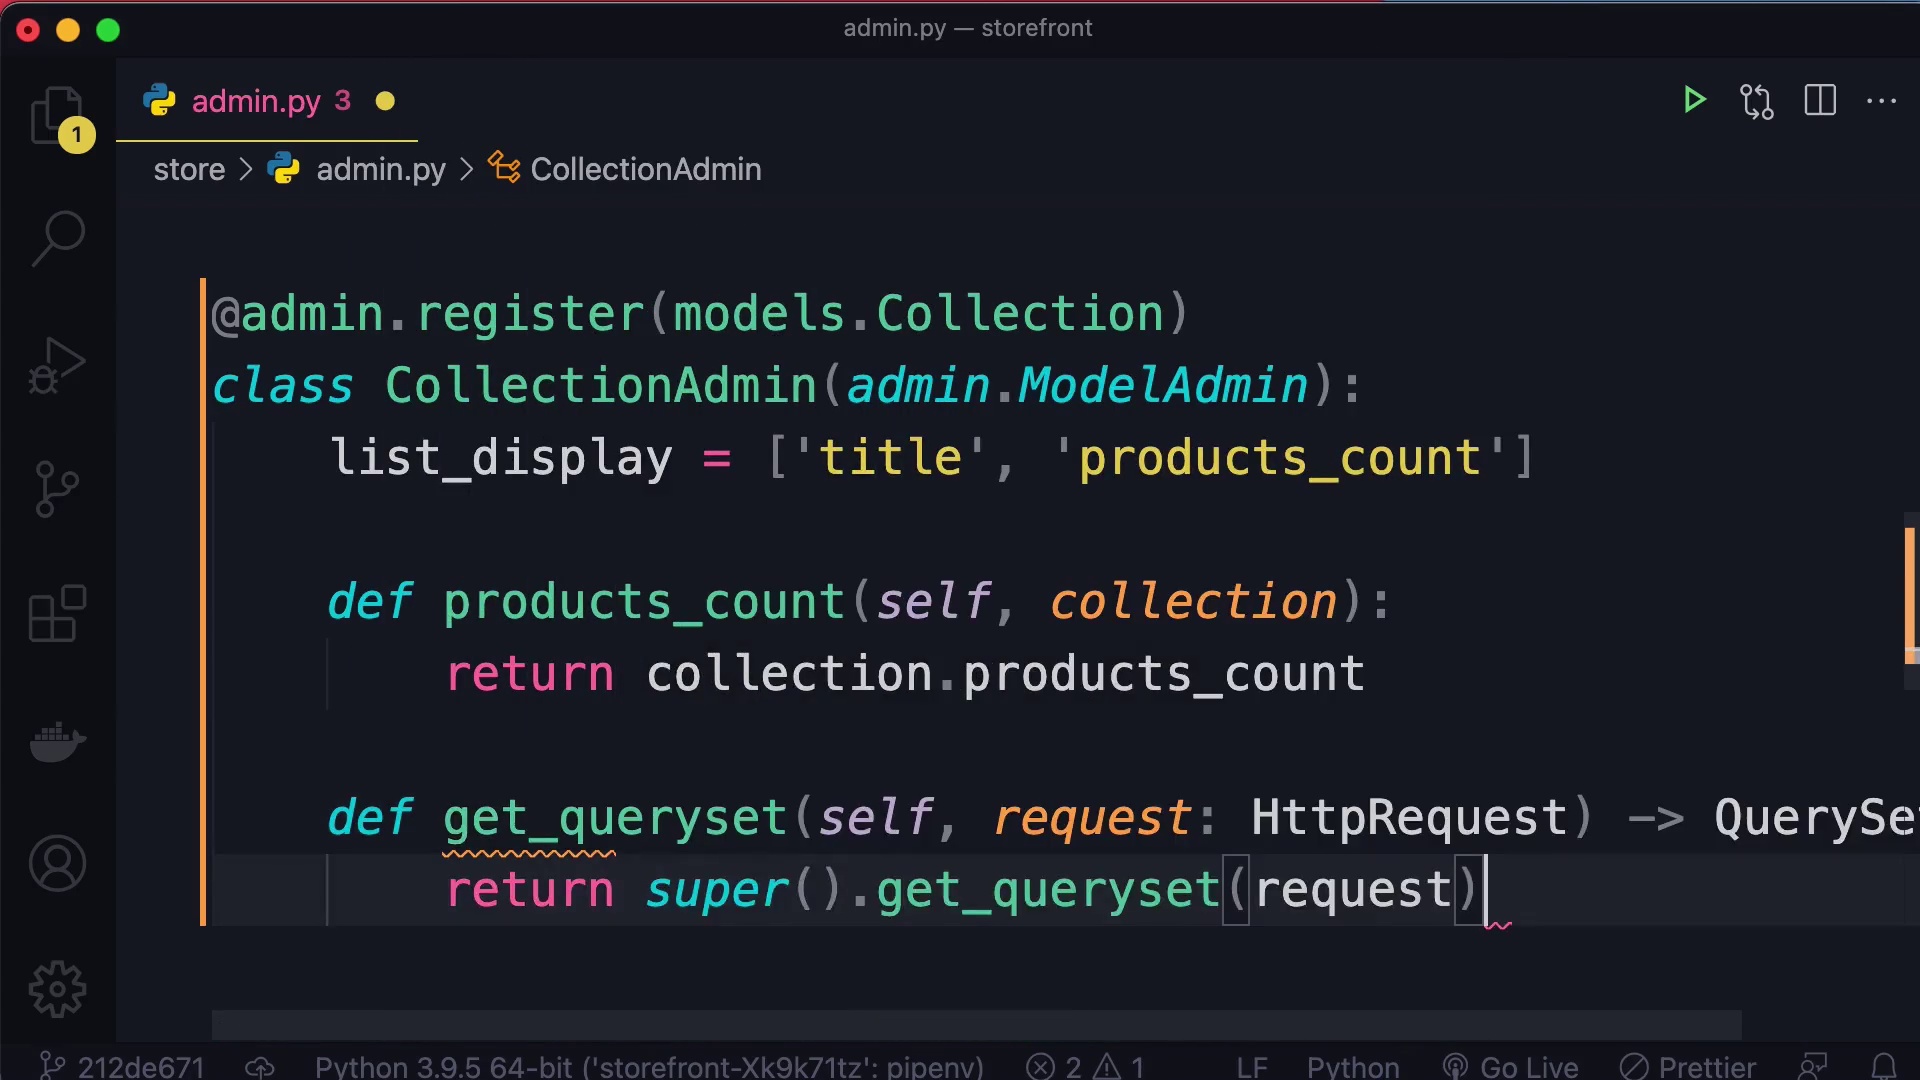 admin.py — storefront
1
admin.py 3
store > admin.py > CollectionAdmin
@admin.register(models.Collection)
class CollectionAdmin(admin.ModelAdmin):
list_display = ['title', 'products_count']
def products_count(self, collection):
return collection.products_count
def get_queryset(self, request: HttpRequest) -> QuerySe
return super().get_queryset(request)
212de671 Python 3.9.5 64-bit ('storefront-Xk9k71tz': pipenv) 2 1 LF Python Go Live Prettier